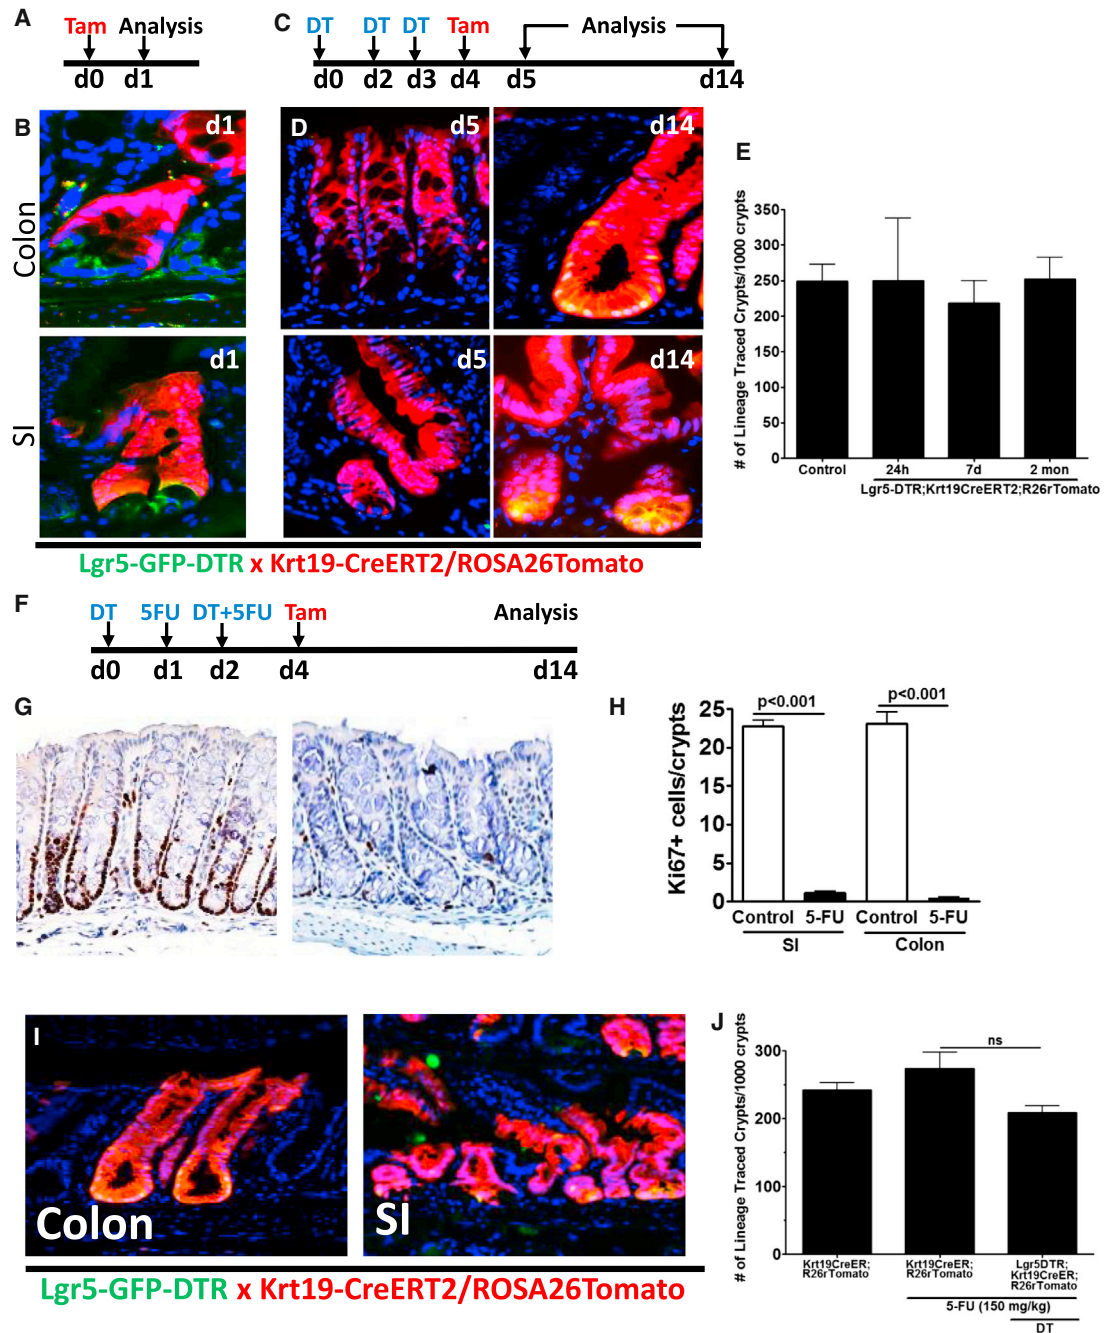 A
Tam Analysis
d0 d1
C
DT DT DT Tam Analysis
d0 d2 d3 d4 d5 d14
B
d1
Colon
d1
SI
D
d5
d14
d5
d14
Lgr5-GFP-DTR x Krt19-CreERT2/ROSA26Tomato
E
# of Lineage Traced Crypts/1000 crypts
350
300
250
200
150
100
50
0
Control 24h 7d 2 mon
Lgr5-DTR;Krt19CreERT2;R26rTomato
F
DT 5FU DT+5FU Tam Analysis
d0 d1 d2 d4 d14
G
H
Ki67+ cells/crypts
25
20
15
10
5
0
p<0.001
p<0.001
Control 5-FU Control 5-FU
SI Colon
I
Colon
SI
Lgr5-GFP-DTR x Krt19-CreERT2/ROSA26Tomato
J
# of Lineage Traced Crypts/1000 crypts
300
200
100
0
ns
Krt19CreER;
R26rTomato
Krt19CreER;
R26rTomato
Lgr5DTR;
Krt19CreER;
R26rTomato
5-FU (150 mg/kg)
DT